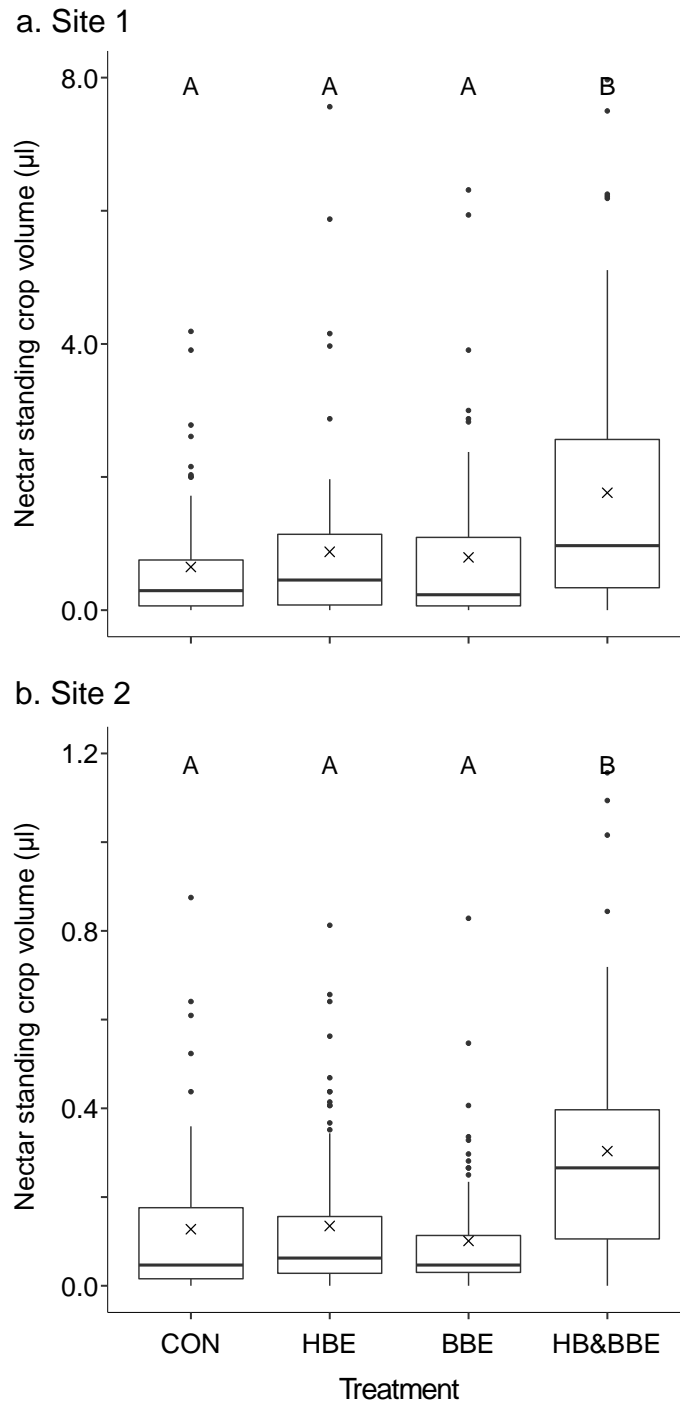 a. Site 1
Nectar standing crop volume (µl)
8.0
4.0
0.0
A A A B
b. Site 2
Nectar standing crop volume (µl)
1.2
0.8
0.4
0.0
A A A B
CON HBE BBE HB&BBE
Treatment